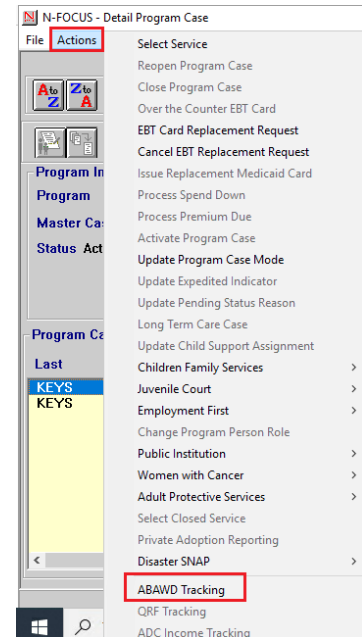 N-FOCUS - Detail Program Case
File Actions
Select Service
Reopen Program Case
Close Program Case
Over the Counter EBT Card
EBT Card Replacement Request
Cancel EBT Replacement Request
Issue Replacement Medicaid Card
Process Spend Down
Process Premium Due
Activate Program Case
Update Program Case Mode
Update Expedited Indicator
Update Pending Status Reason
Long Term Care Case
Update Child Support Assignment
Children Family Services
Juvenile Court
Employment First
Change Program Person Role
Public Institution
Women with Cancer
Adult Protective Services
Select Closed Service
Private Adoption Reporting
Disaster SNAP
ABAWD Tracking
QRF Tracking
ADC Income Tracking
A to Z
Z to A
Program In
Program
Master Ca
Status Act
Program Ca
Last
KEYS
KEYS